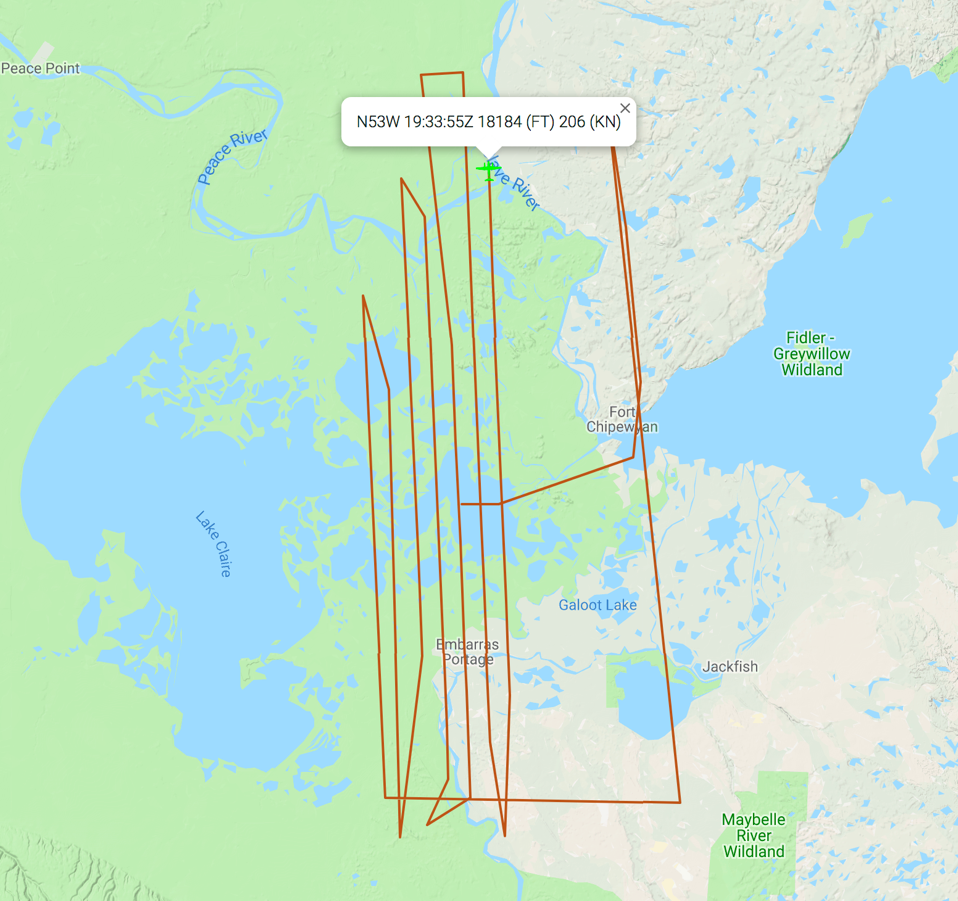 Peace Point
Peace River
N53W 19:33:55Z 18184 (FT) 206 (KN)
River
Fidler -
Greywillow
Wildland
Fort
Chipewyan
Lake Claire
Galoot Lake
Embarras
Portage
Jackfish
Maybelle
River
Wildland